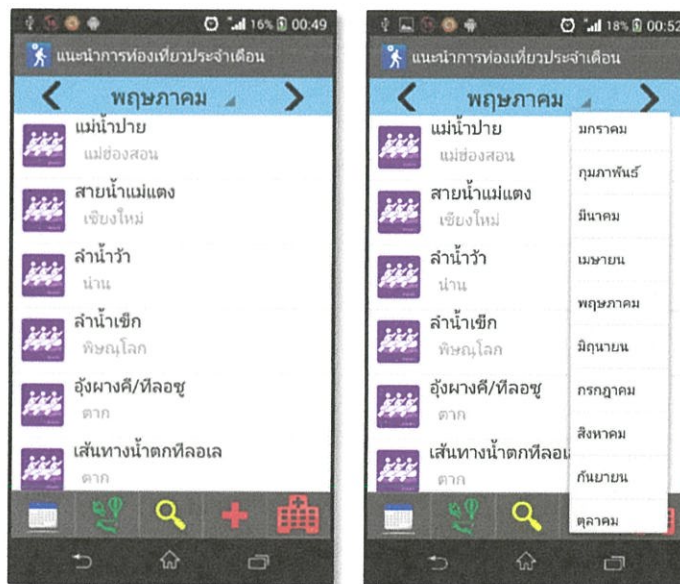 16% 00:49
แนะนำการท่องเที่ยวประจำเดือน
พฤษภาคม
แม่น้ำปาย
แม่ฮ่องสอน
สายน้ำแม่แตง
เชียงใหม่
ลำน้ำว้า
น่าน
ลำน้ำเข็ก
พิษณุโลก
อุ้งผางคี/ทีลอซู
ตาก
เส้นทางน้ำตกทีลอเล
ตาก
18% 00:52
แนะนำการท่องเที่ยวประจำเดือน
พฤษภาคม
แม่น้ำปาย
แม่ฮ่องสอน
สายน้ำแม่แตง
เชียงใหม่
ลำน้ำว้า
น่าน
ลำน้ำเข็ก
พิษณุโลก
อุ้งผางคี/ทีลอซู
ตาก
เส้นทางน้ำตกทีลอเ
ตาก
มกราคม
กุมภาพันธ์
มีนาคม
เมษายน
พฤษภาคม
มิถุนายน
กรกฎาคม
สิงหาคม
กันยายน
ตุลาคม